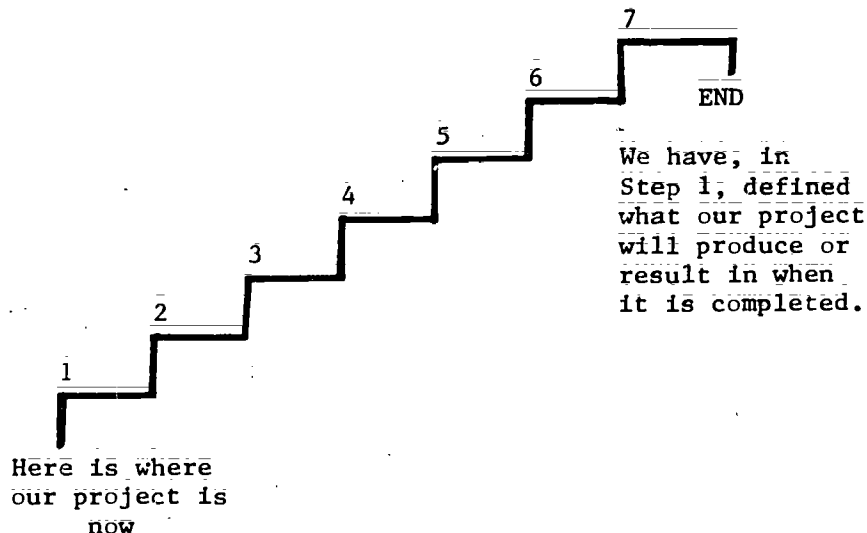 7
6
END
5
We have, in
Step 1, defined
what our project
will produce or
result in when
it is completed.
4
3
2
1
Here is where
our project is
now